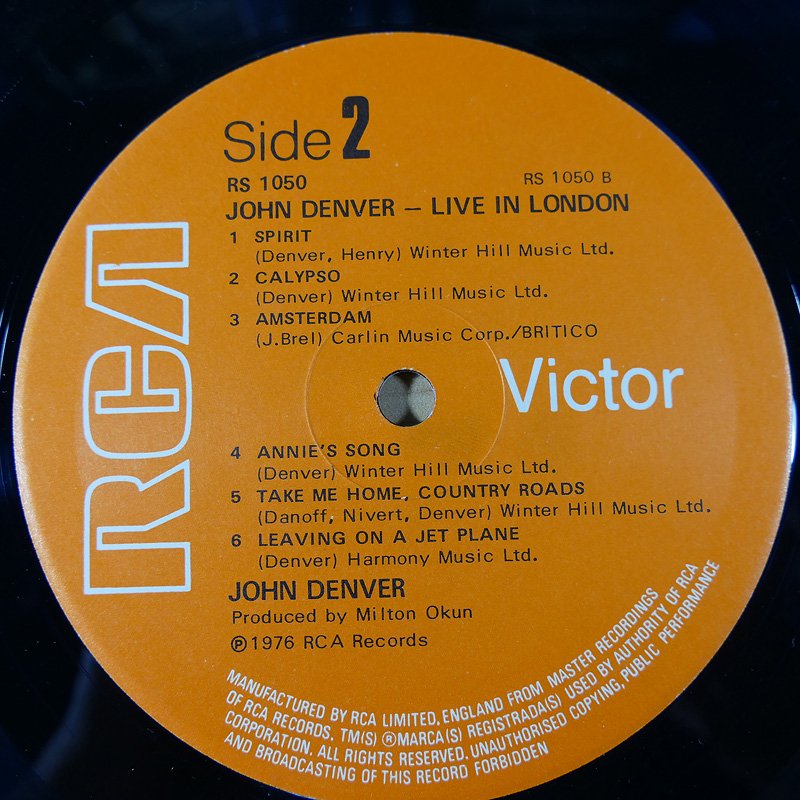 Side 2
RS 1050
RS 1050 B
JOHN DENVER – LIVE IN LONDON
1 SPIRIT
(Denver, Henry) Winter Hill Music Ltd.
2 CALYPSO
(Denver) Winter Hill Music Ltd.
3 AMSTERDAM
(J.Brel) Carlin Music Corp./BRITICO
RCA
Victor
4 ANNIE'S SONG
(Denver) Winter Hill Music Ltd.
5 TAKE ME HOME, COUNTRY ROADS
(Danoff, Nivert, Denver) Winter Hill Music Ltd.
6 LEAVING ON A JET PLANE
(Denver) Harmony Music Ltd.
JOHN DENVER
Produced by Milton Okun
℗1976 RCA Records
MANUFACTURED BY RCA LIMITED, ENGLAND FROM MASTER RECORDINGS
OF RCA RECORDS. TM(S) ®MARCA(S) REGISTRADA(S) USED BY AUTHORITY OF RCA
CORPORATION. ALL RIGHTS RESERVED. UNAUTHORISED COPYING, PUBLIC PERFORMANCE
AND BROADCASTING OF THIS RECORD FORBIDDEN